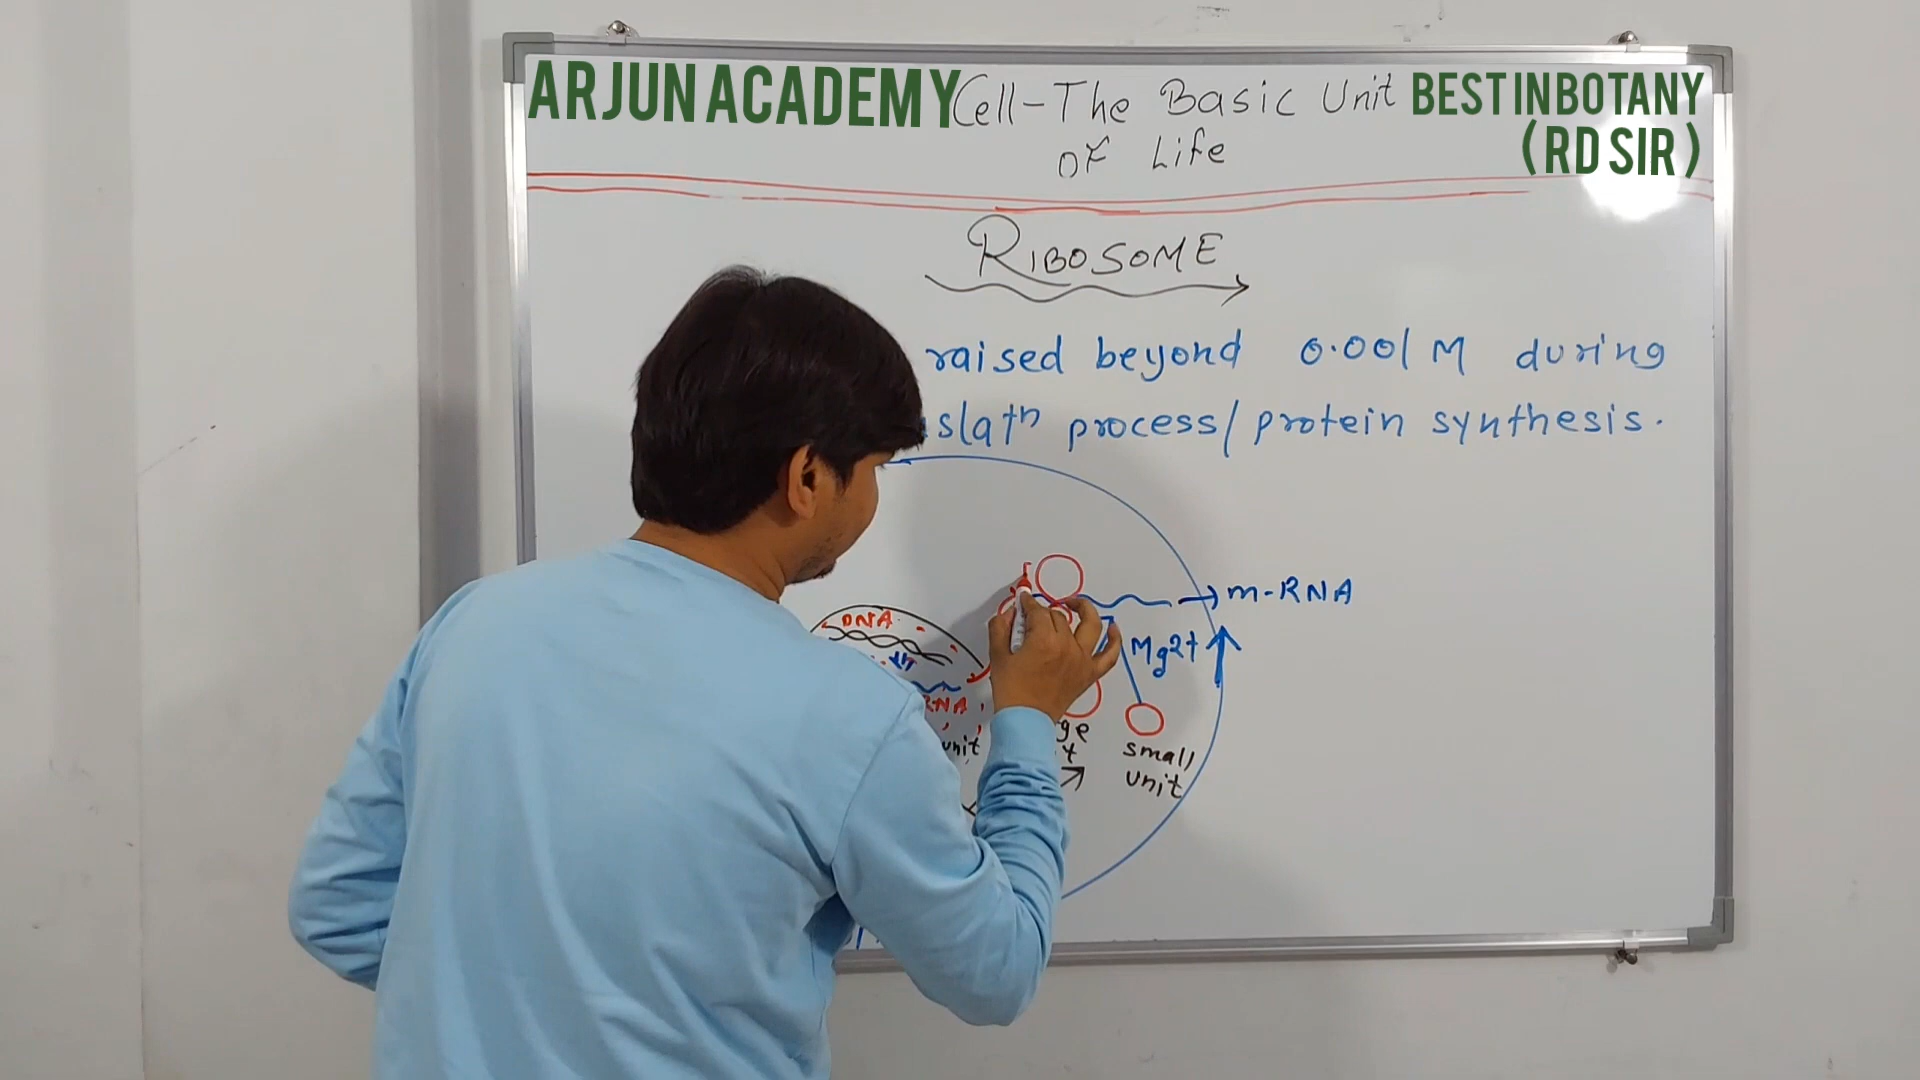 ARJUN ACADEMY
Cell-The Basic Unit
OF Life
BEST IN BOTANY
(RD SIR)
RIBOSOME
raised beyond 0.001 M during
slatⁿ process/protein synthesis.
m-RNA
DNA
Mg2+
RNA
unit
small
unit